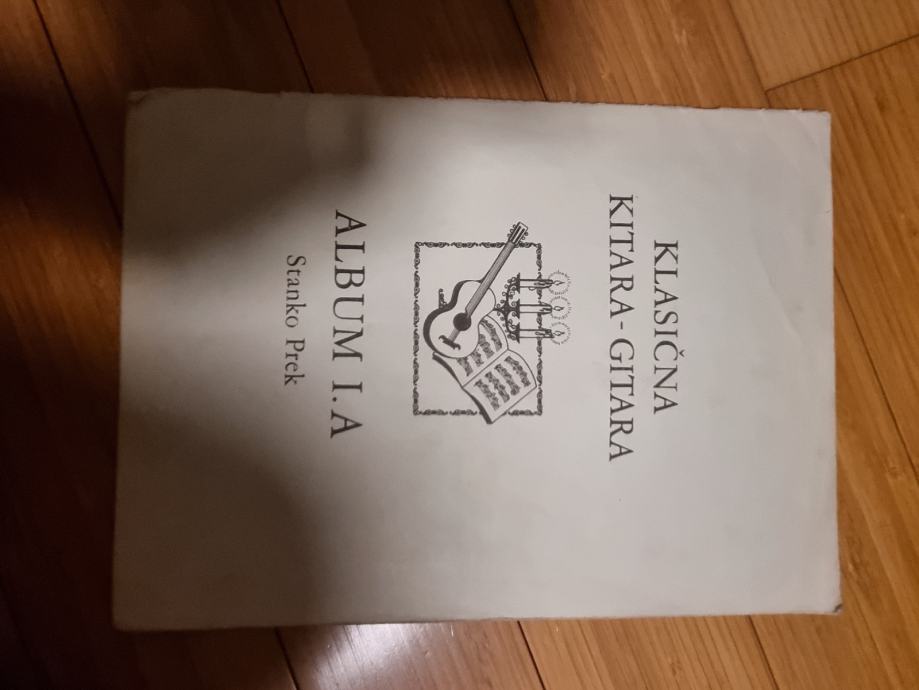 KLASIČNA
KITARA - GITARA
ALBUM I. A
Stanko Prek